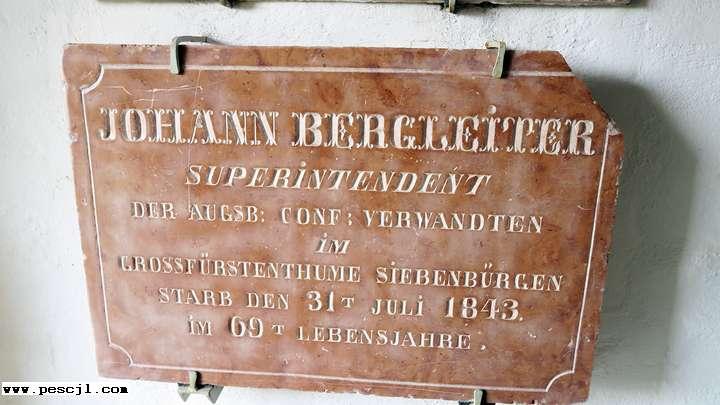 JOHANN BERGLEITER
SUPERINTENDENT
DER AUGSB: CONF; VERWANDTEN
IM
GROSSFÜRSTENTHUME SIEBENBÜRGEN
STARB DEN 31T JULI 1843.
IM 69T LEBENSJAHRE.
www.pescjl.com